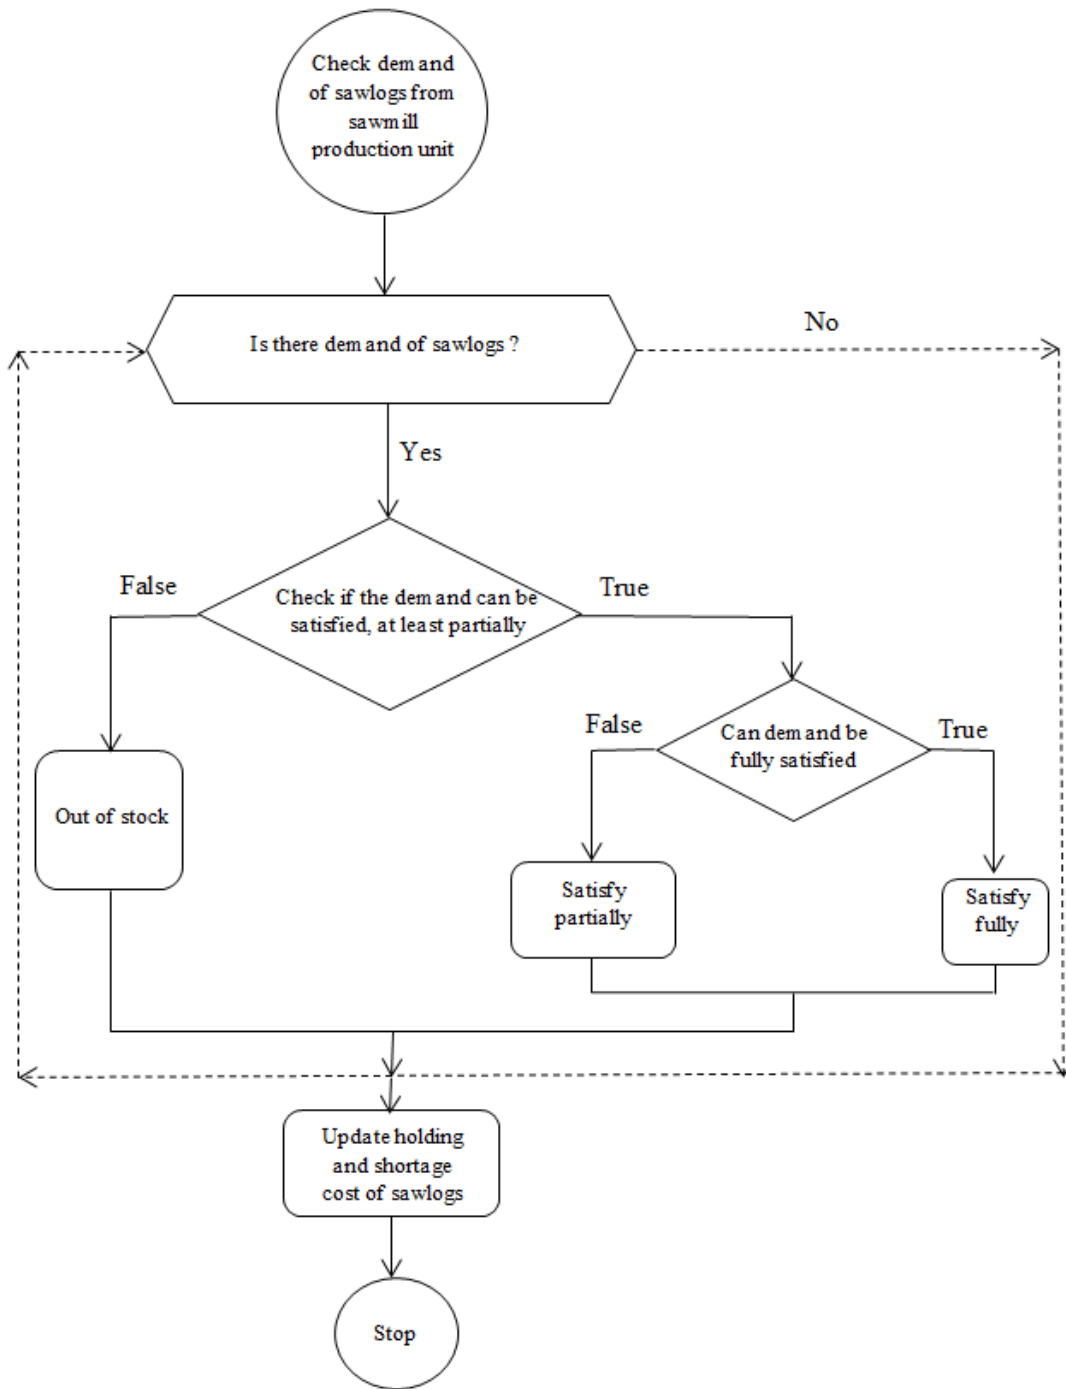 Check demand
of sawlogs from
sawmill
production unit
Is there demand of sawlogs ?
No
Yes
False
True
Check if the demand can be
satisfied, at least partially
False
True
Can demand be
fully satisfied
Out of stock
Satisfy
partially
Satisfy
fully
Update holding
and shortage
cost of sawlogs
Stop